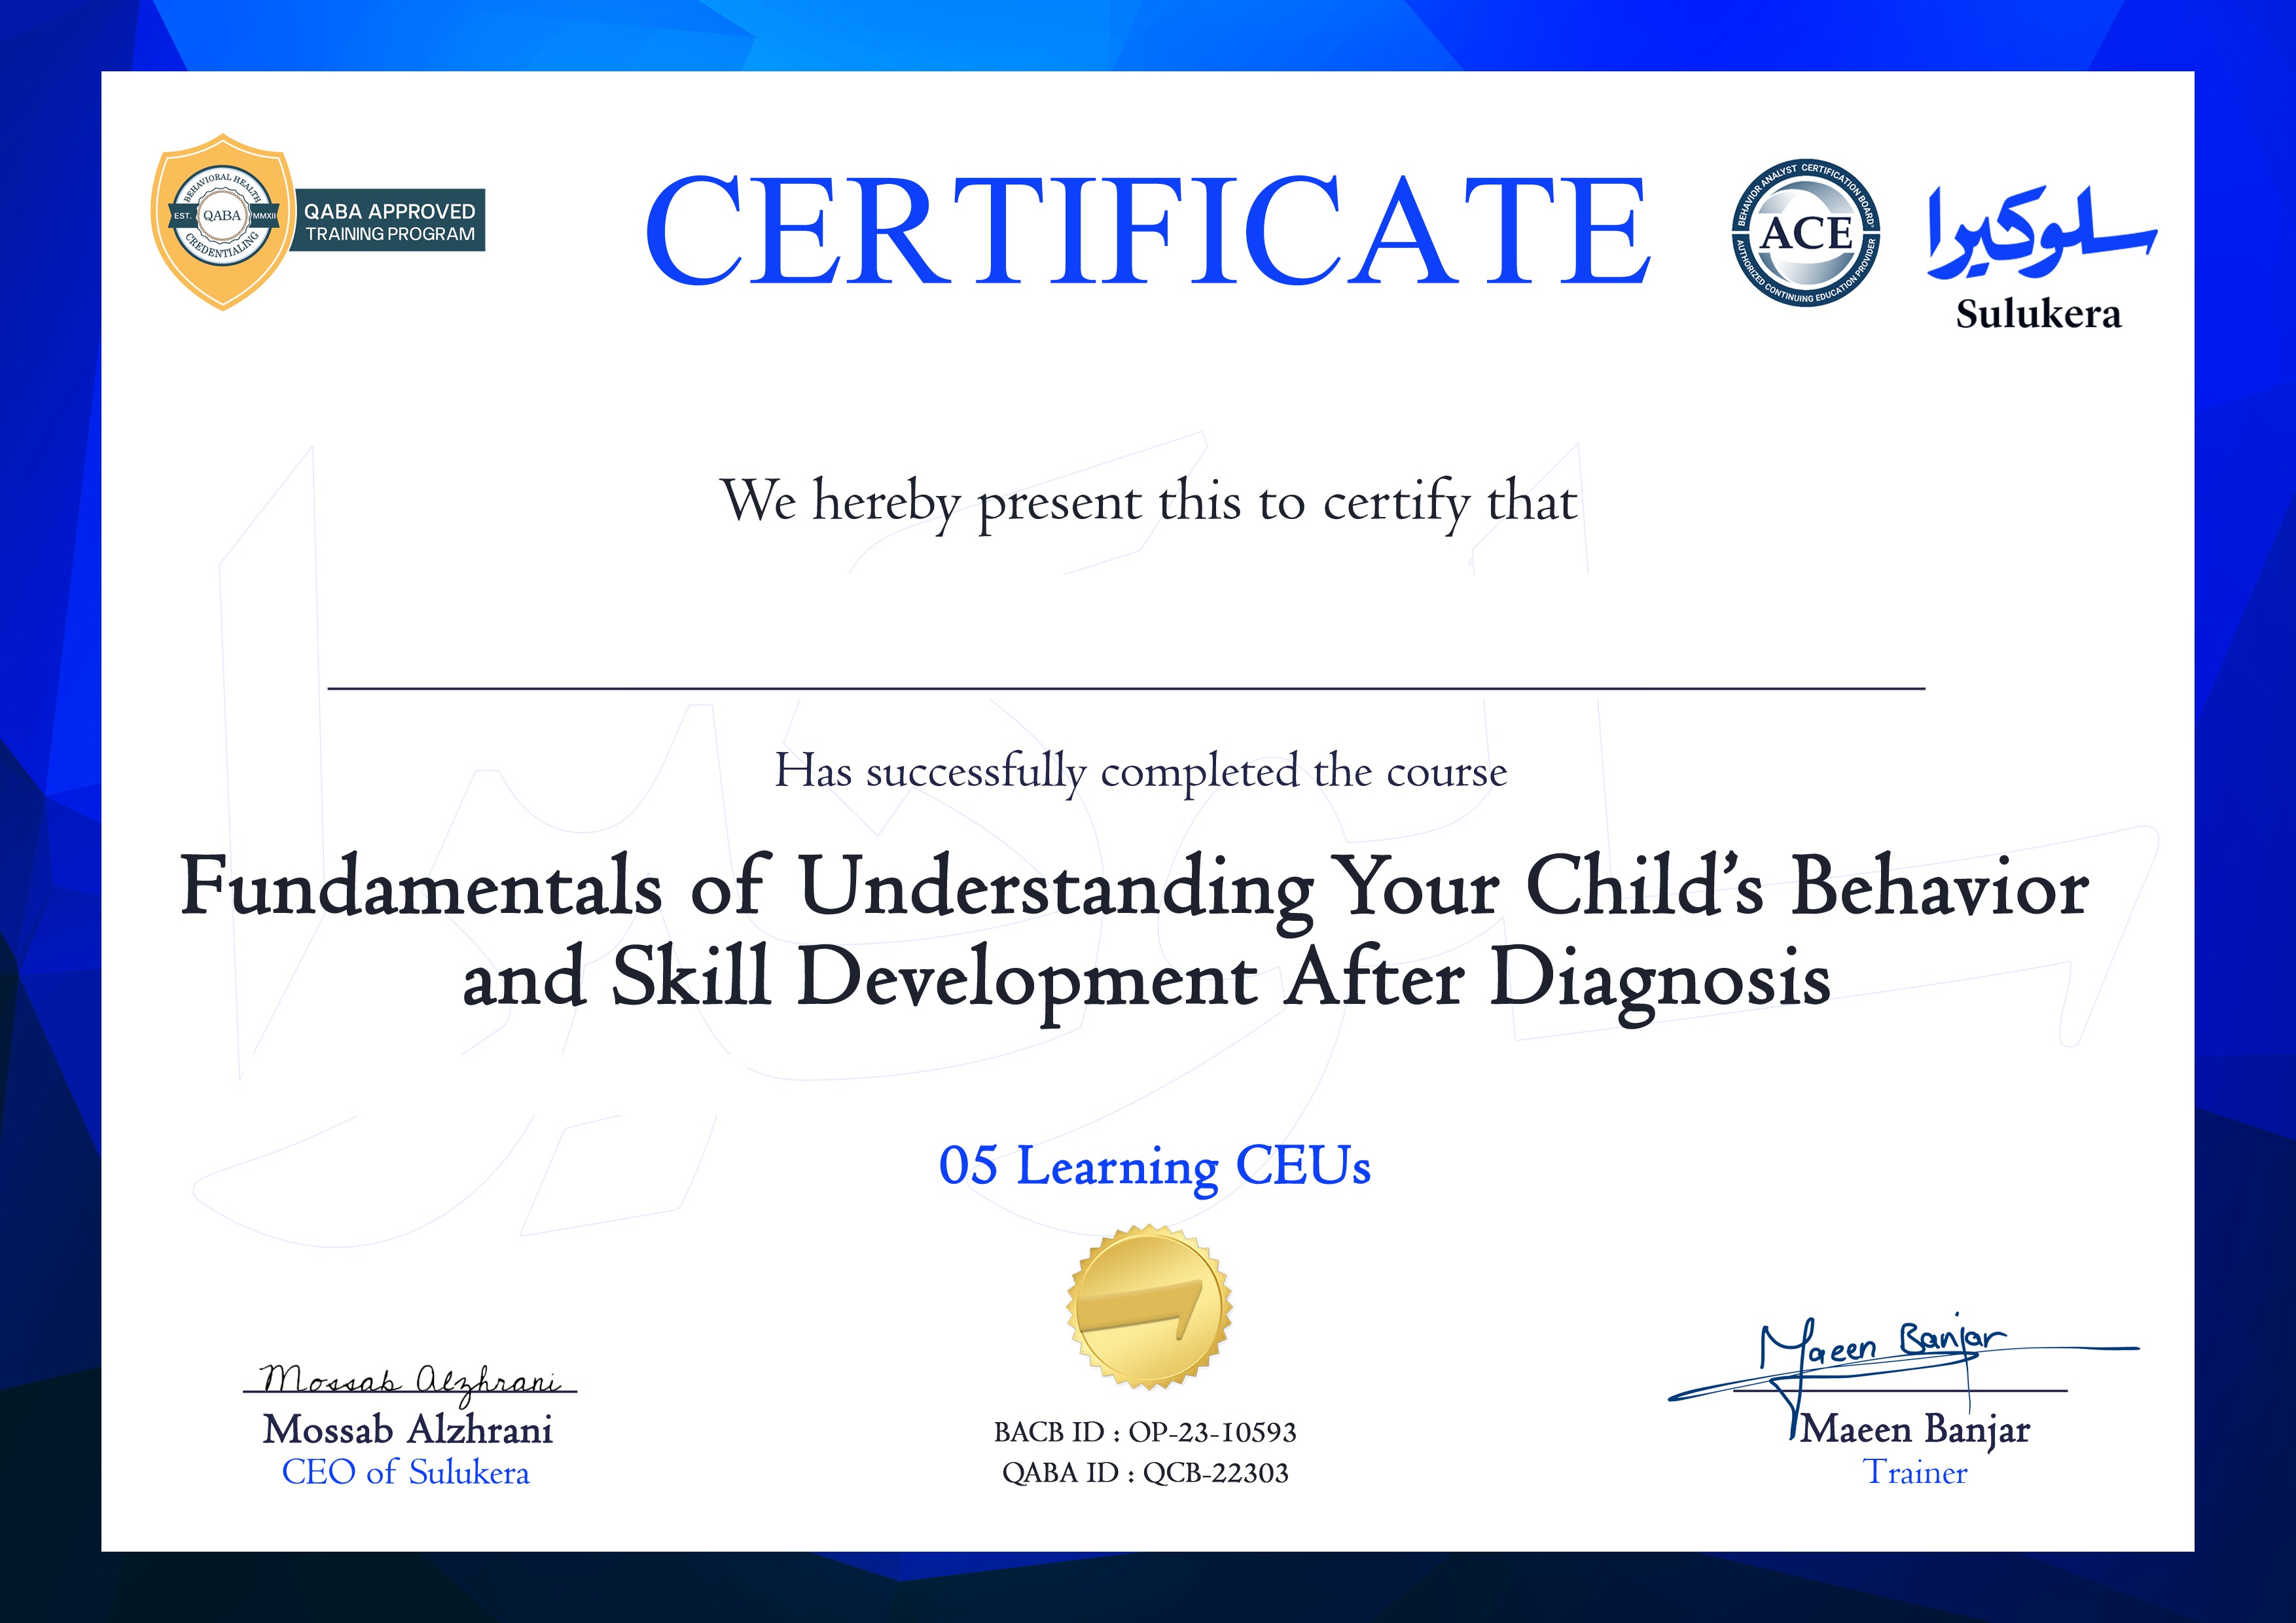 BEHAVIORAL HEALTH
EST. QABA MMXII
CREDENTIALING
QABA APPROVED
TRAINING PROGRAM
CERTIFICATE
BEHAVIOR ANALYST CERTIFICATION BOARD®
ACE
AUTHORIZED CONTINUING EDUCATION PROVIDER
سلوكيرا
Sulukera
We hereby present this to certify that
Has successfully completed the course
Fundamentals of Understanding Your Child’s Behavior
and Skill Development After Diagnosis
05 Learning CEUs
Mossab Alzhrani
Mossab Alzhrani
CEO of Sulukera
BACB ID : OP-23-10593
QABA ID : QCB-22303
Maeen Banjar
Maeen Banjar
Trainer